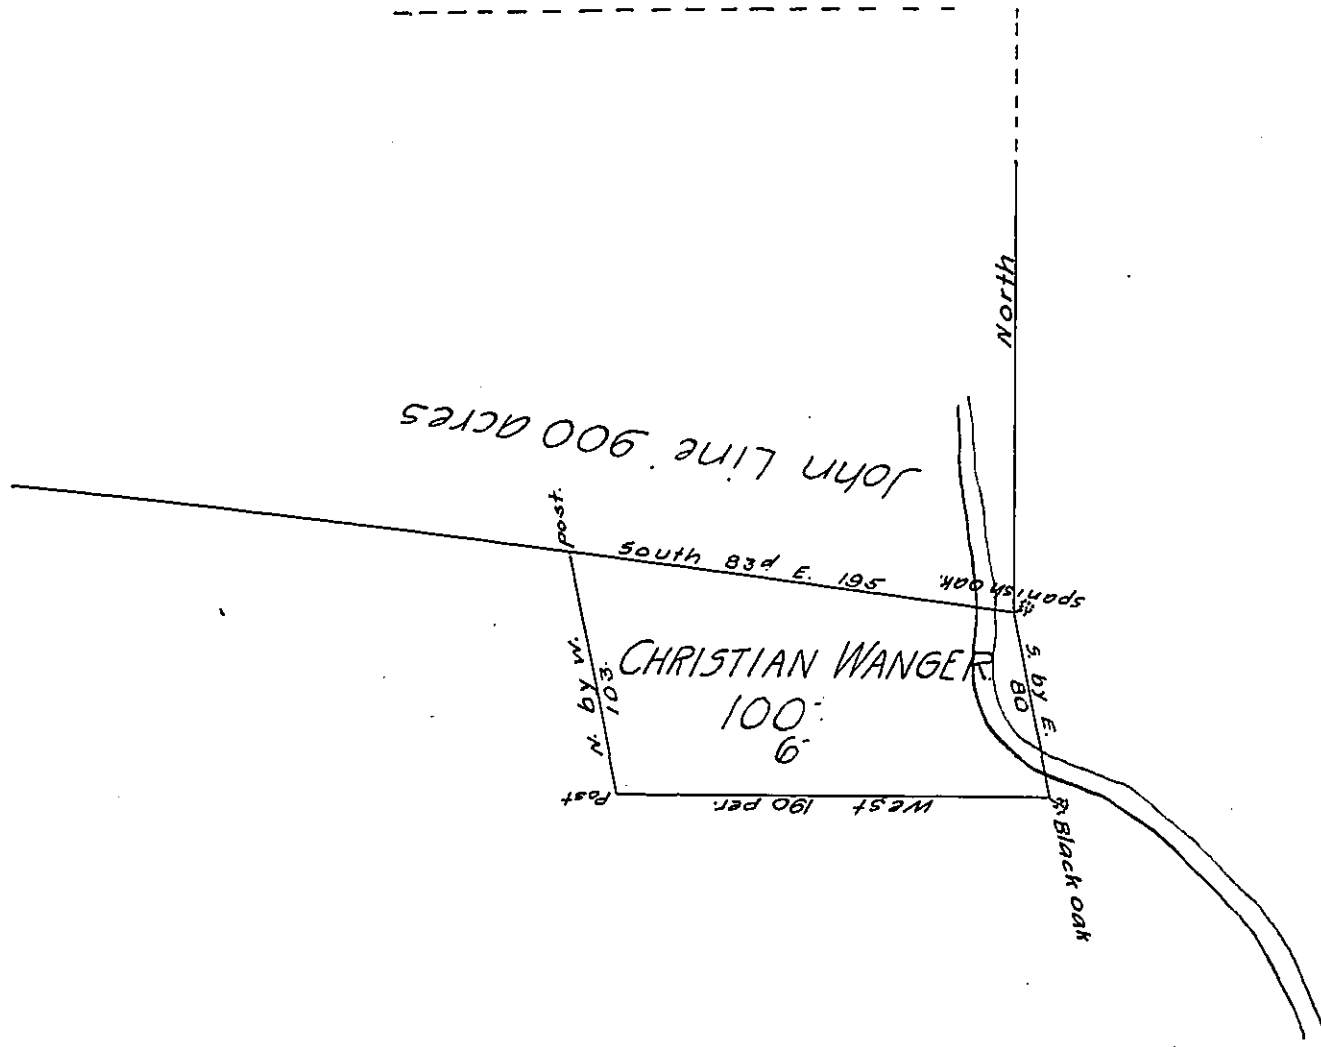 North
John Line 900 acres
post.
South 83d E. 195
Spanish oak.
CHRISTIAN WANGER.
100.
6.
N. by W.
103.
S. by E.
80
Post
West 190 per.
Black oak